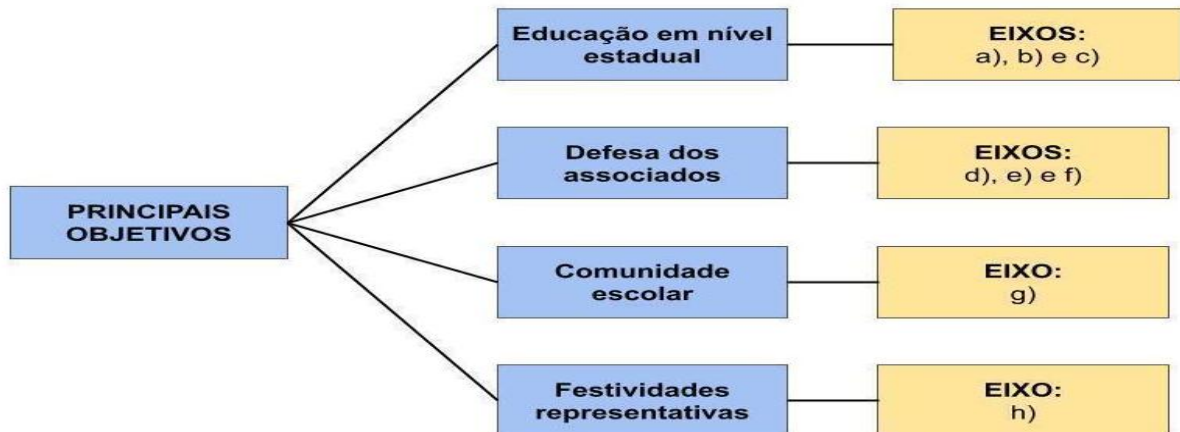 PRINCIPAIS
OBJETIVOS
Educação em nível
estadual
EIXOS:
a), b) e c)
Defesa dos
associados
EIXOS:
d), e) e f)
Comunidade
escolar
EIXO:
g)
Festividades
representativas
EIXO:
h)